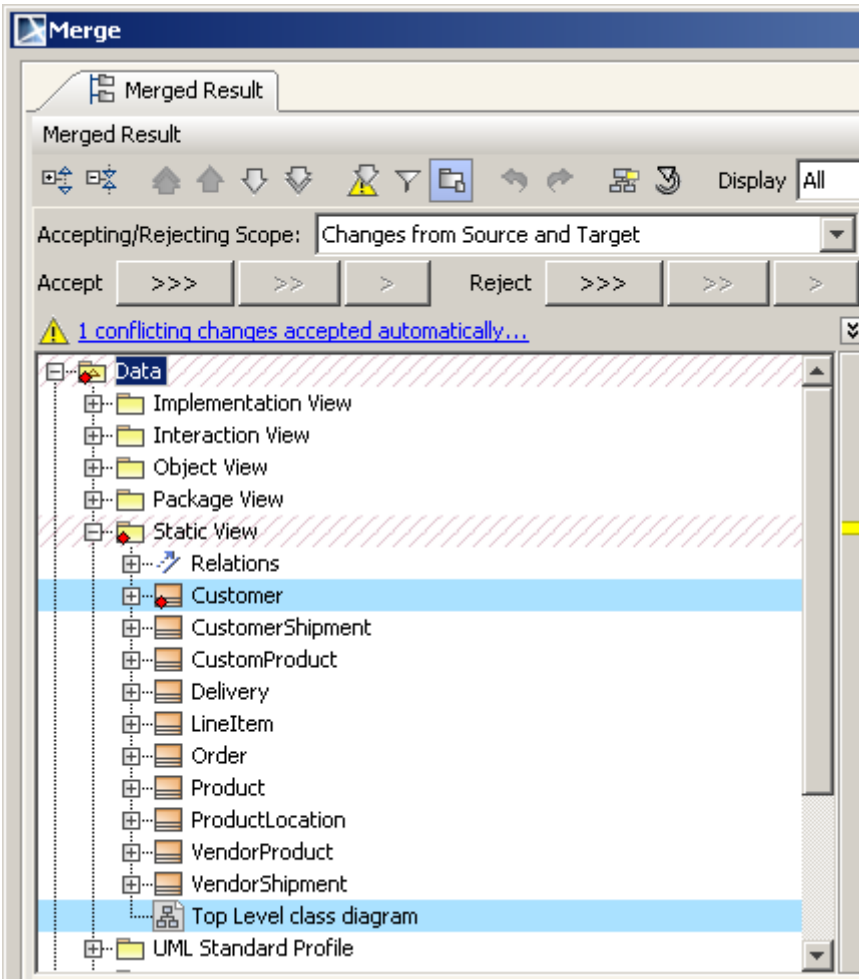 Merge
Merged Result
Merged Result
Display All
Accepting/Rejecting Scope: Changes from Source and Target
Accept >>> >> > Reject >>> >> >
1 conflicting changes accepted automatically...
Data
Implementation View
Interaction View
Object View
Package View
Static View
Relations
Customer
CustomerShipment
CustomProduct
Delivery
LineItem
Order
Product
ProductLocation
VendorProduct
VendorShipment
Top Level class diagram
UML Standard Profile